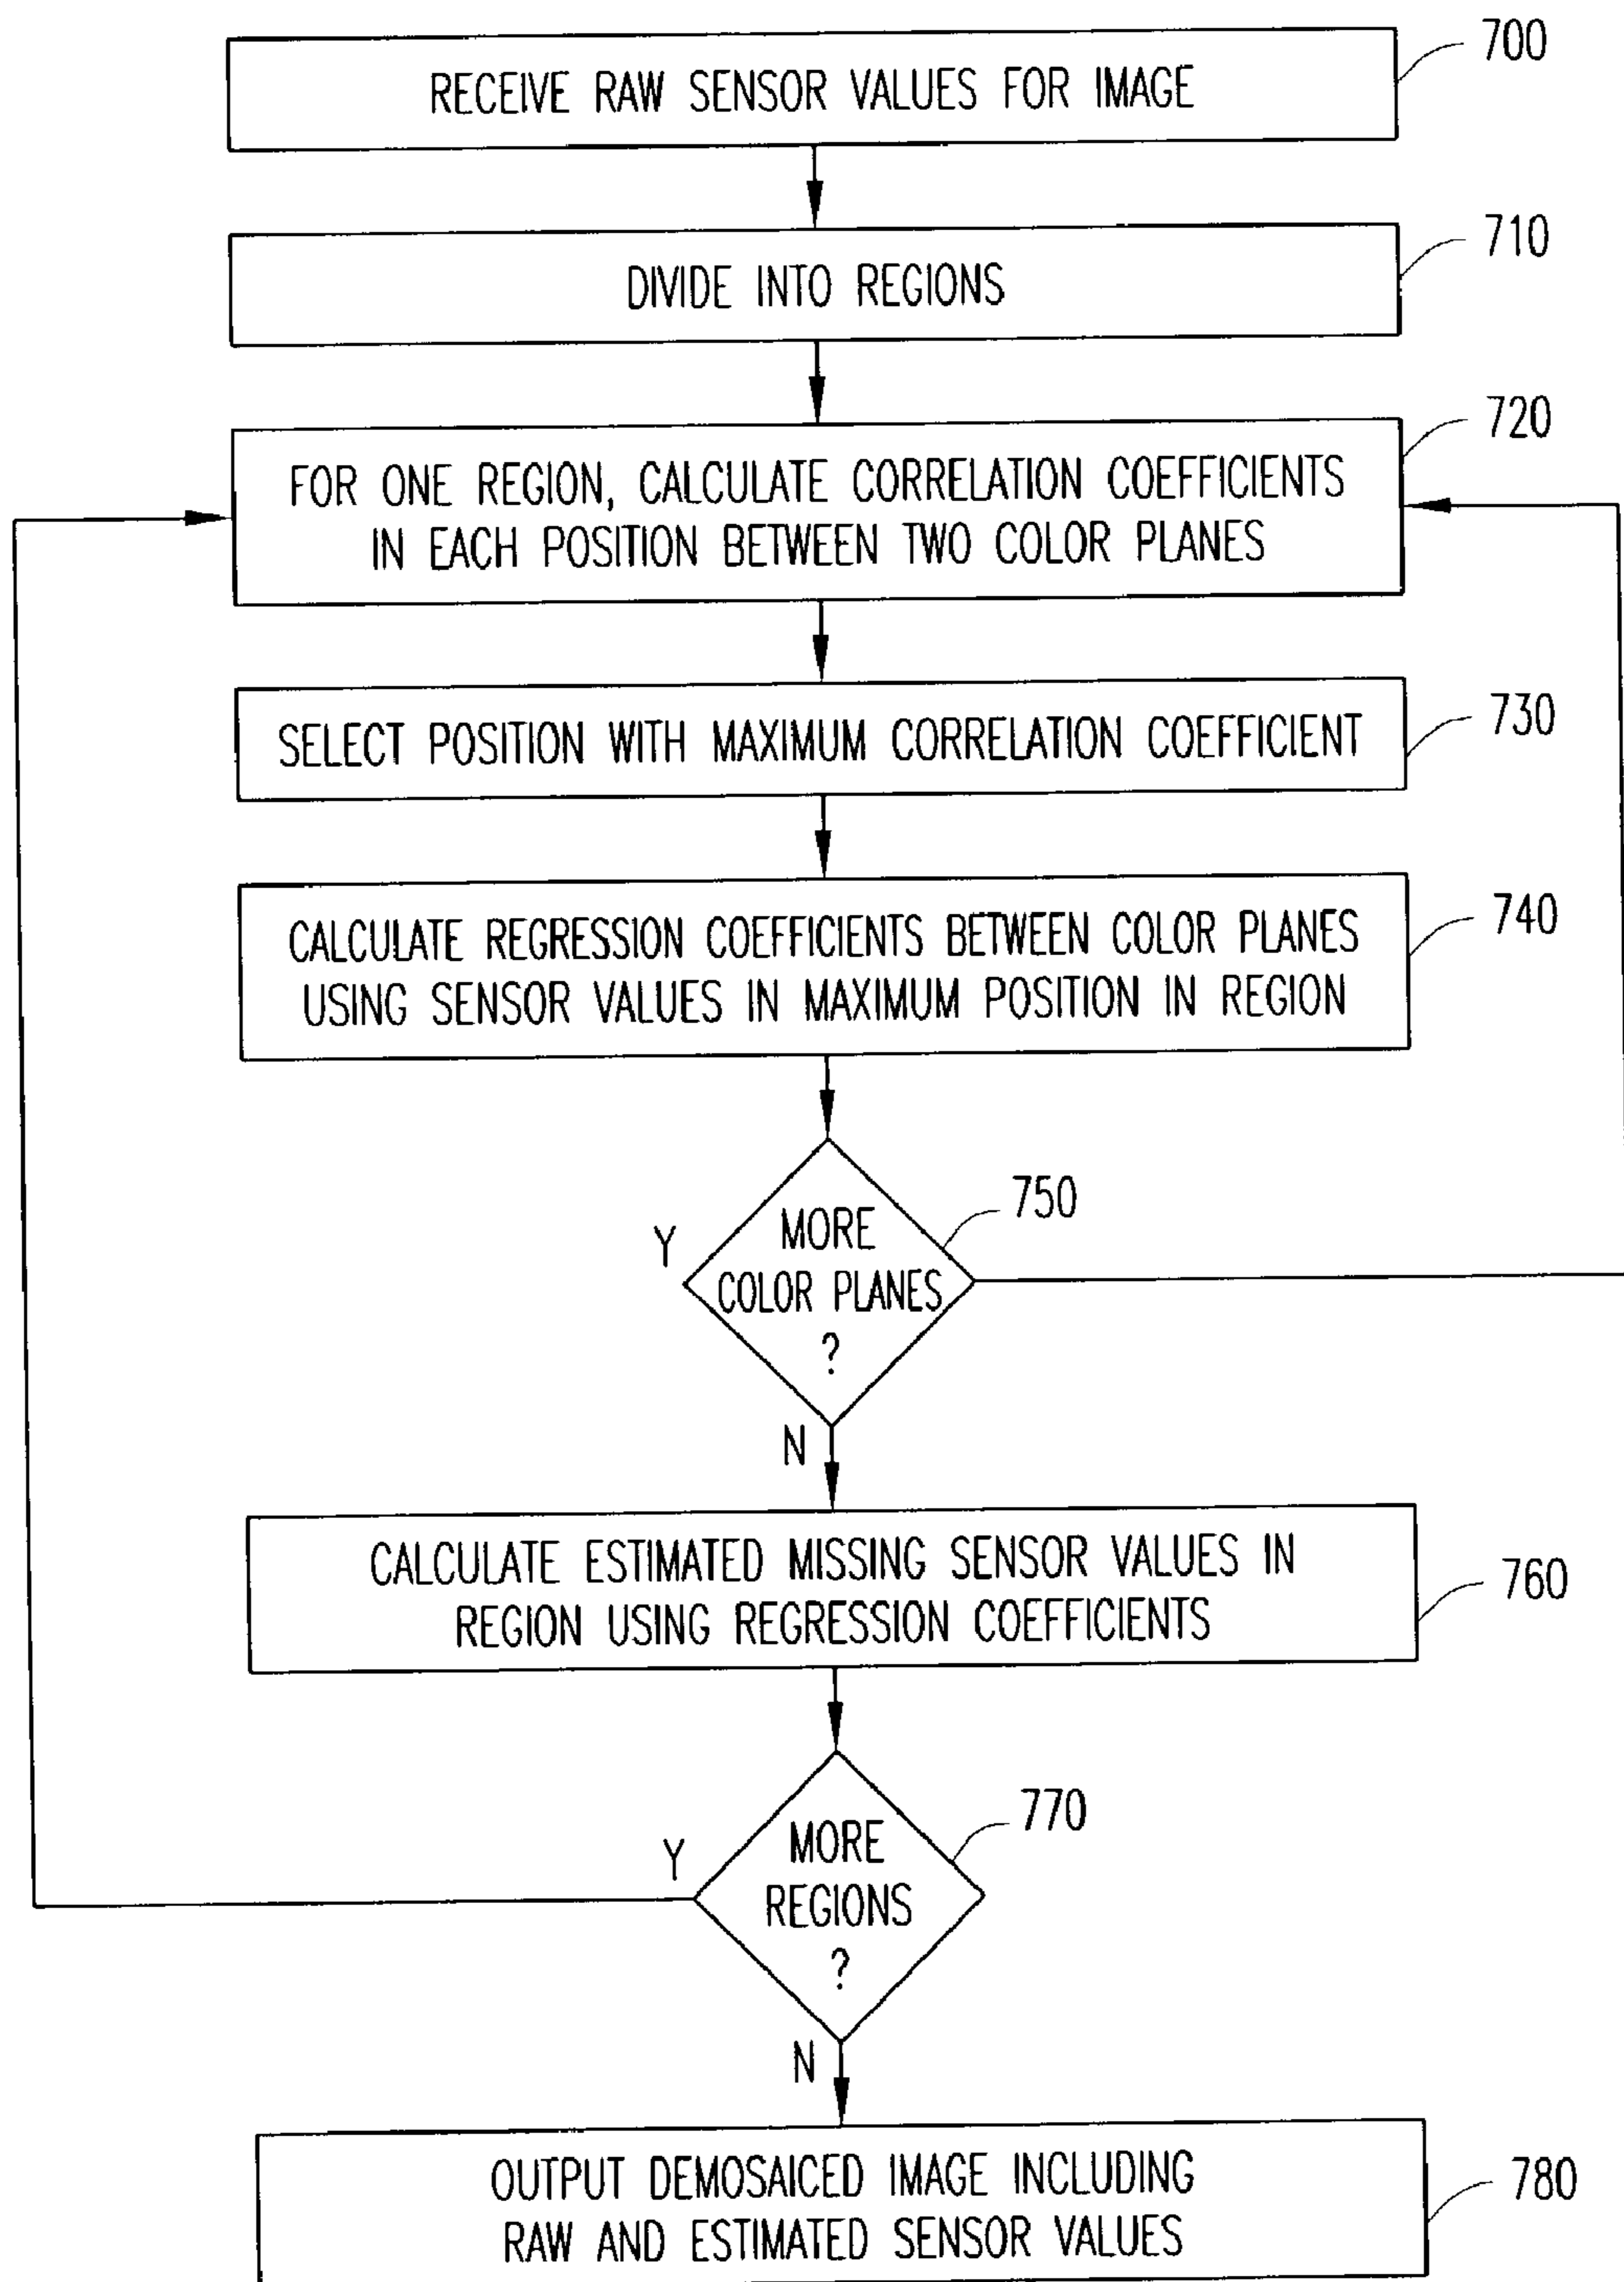 RECEIVE RAW SENSOR VALUES FOR IMAGE
700
DIVIDE INTO REGIONS
710
720
FOR ONE REGION, CALCULATE CORRELATION COEFFICIENTS
IN EACH POSITION BETWEEN TWO COLOR PLANES
SELECT POSITION WITH MAXIMUM CORRELATION COEFFICIENT
730
CALCULATE REGRESSION COEFFICIENTS BETWEEN COLOR PLANES
USING SENSOR VALUES IN MAXIMUM POSITION IN REGION
740
750
Y
MORE
COLOR PLANES
?
N
CALCULATE ESTIMATED MISSING SENSOR VALUES IN
REGION USING REGRESSION COEFFICIENTS
760
770
Y
MORE
REGIONS
?
N
OUTPUT DEMOSAICED IMAGE INCLUDING
RAW AND ESTIMATED SENSOR VALUES
780